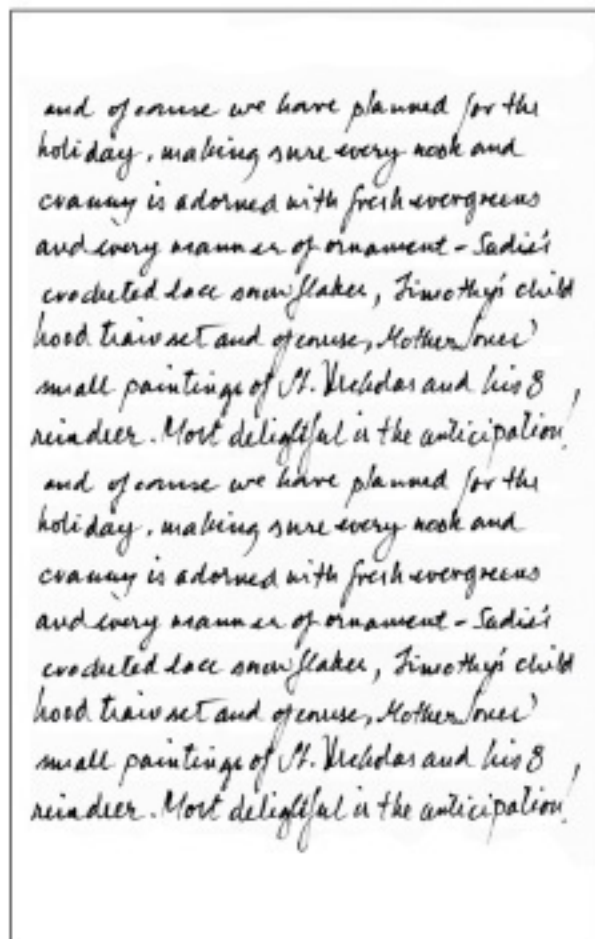 and of course we have planned for the
holiday, making sure every nook and
cranny is adorned with fresh evergreens
and every manner of ornament - Sadie's
crocheted lace snowflakes, Timothy's child
hood train set and of course, Mother
small paintings of St. Nicholas and his 8
reindeer. Most delightful is the anticipation!
and of course we have planned for the
holiday, making sure every nook and
cranny is adorned with fresh evergreens
and every manner of ornament - Sadie's
crocheted lace snowflakes, Timothy's child
hood train set and of course, Mother
small paintings of St. Nicholas and his 8
reindeer. Most delightful is the anticipation!